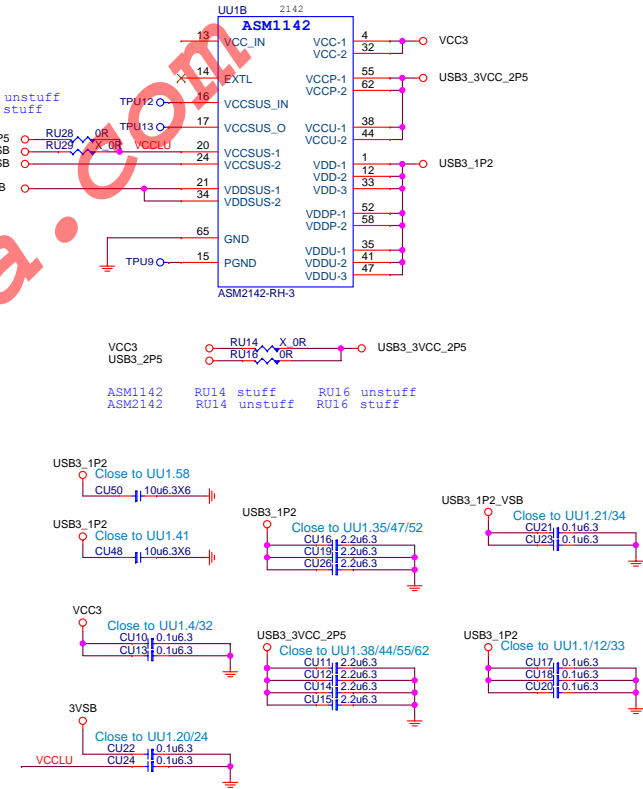 UU1B 2142
ASM1142
13 VCC_IN VCC-1 4 VCC3
VCC-2 32
14 EXTL VCCP-1 55 USB3_3VCC_2P5
VCCP-2 62
unstuff
stuff
TPU12 16 VCCSUS_IN
TPU13 17 VCCSUS_O VCCU-1 38
VCCU-2 44
P5 RU28 0R
SB RU29 X_0R VCCLU 20 VCCSUS-1 VDD-1 1 USB3_1P2
SB 24 VCCSUS-2 VDD-2 12
VDD-3 33
B 21 VDDSUS-1
34 VDDSUS-2 VDDP-1 52
VDDP-2 58
65 GND VDDU-1 35
VDDU-2 41
TPU9 15 PGND VDDU-3 47
ASM2142-RH-3
VCC3 RU14 X_0R USB3_3VCC_2P5
USB3_2P5 RU16 0R
ASM1142 RU14 stuff RU16 unstuff
ASM2142 RU14 unstuff RU16 stuff
USB3_1P2
Close to UU1.58
CU50 10u6.3X6
USB3_1P2
Close to UU1.41
CU48 10u6.3X6
USB3_1P2
Close to UU1.35/47/52
CU16 2.2u6.3
CU19 2.2u6.3
CU26 2.2u6.3
USB3_1P2_VSB
Close to UU1.21/34
CU21 0.1u6.3
CU23 0.1u6.3
VCC3
Close to UU1.4/32
CU10 0.1u6.3
CU13 0.1u6.3
USB3_3VCC_2P5
Close to UU1.38/44/55/62
CU11 2.2u6.3
CU12 2.2u6.3
CU14 2.2u6.3
CU15 2.2u6.3
USB3_1P2
Close to UU1.1/12/33
CU17 0.1u6.3
CU18 0.1u6.3
CU20 0.1u6.3
3VSB
Close to UU1.20/24
CU22 0.1u6.3
VCCLU CU24 0.1u6.3
a.com